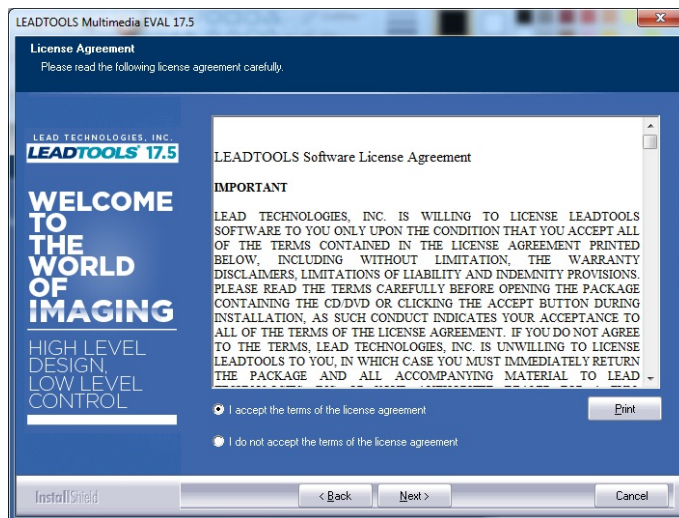 LEADTOOLS Multimedia EVAL 17.5
License Agreement
Please read the following license agreement carefully.
LEAD TECHNOLOGIES, INC.
LEADTOOLS 17.5
WELCOME
TO
THE
WORLD
OF
IMAGING
HIGH LEVEL
DESIGN,
LOW LEVEL
CONTROL
LEADTOOLS Software License Agreement
IMPORTANT
LEAD TECHNOLOGIES, INC. IS WILLING TO LICENSE LEADTOOLS
SOFTWARE TO YOU ONLY UPON THE CONDITION THAT YOU ACCEPT ALL
OF THE TERMS CONTAINED IN THE LICENSE AGREEMENT PRINTED
BELOW, INCLUDING WITHOUT LIMITATION, THE WARRANTY
DISCLAIMERS, LIMITATIONS OF LIABILITY AND INDEMNITY PROVISIONS.
PLEASE READ THE TERMS CAREFULLY BEFORE OPENING THE PACKAGE
CONTAINING THE CD/DVD OR CLICKING THE ACCEPT BUTTON DURING
INSTALLATION, AS SUCH CONDUCT INDICATES YOUR ACCEPTANCE TO
ALL OF THE TERMS OF THE LICENSE AGREEMENT. IF YOU DO NOT AGREE
TO THE TERMS, LEAD TECHNOLOGIES, INC. IS UNWILLING TO LICENSE
LEADTOOLS TO YOU, IN WHICH CASE YOU MUST IMMEDIATELY RETURN
THE PACKAGE AND ALL ACCOMPANYING MATERIAL TO LEAD
I accept the terms of the license agreement
Print
I do not accept the terms of the license agreement
InstallShield
< Back
Next >
Cancel